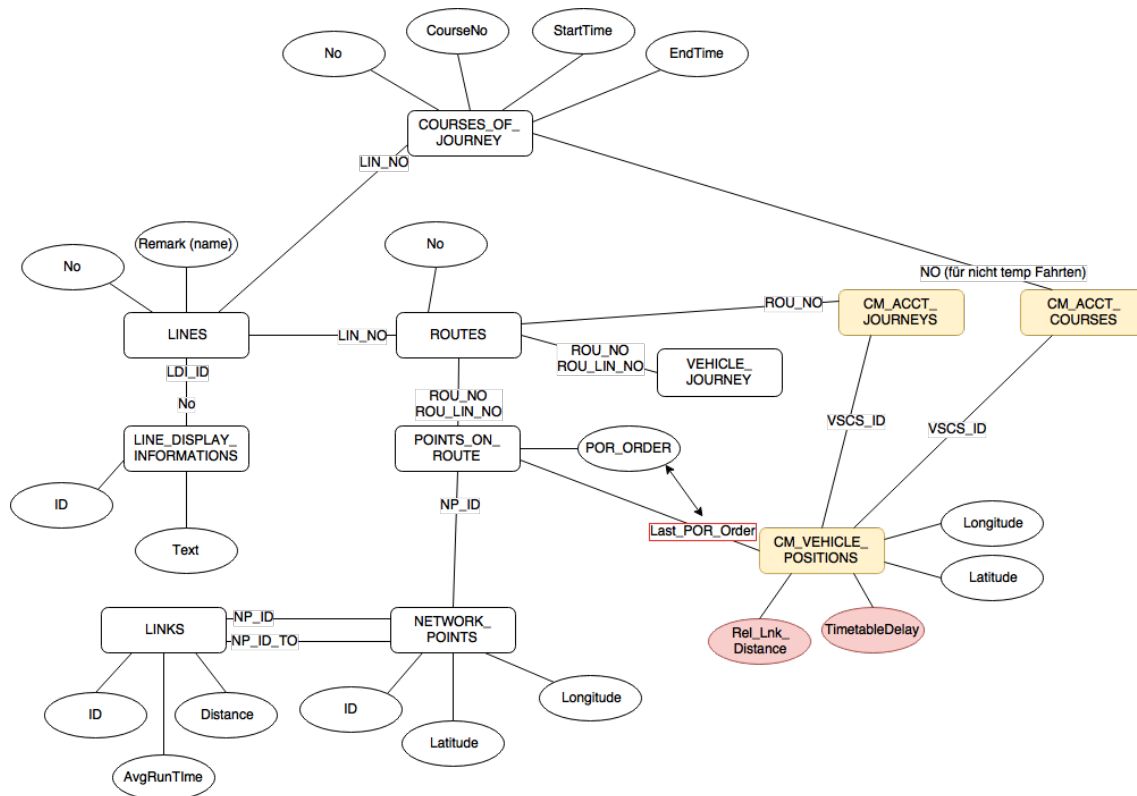 CourseNo
StartTime
No
EndTime
COURSES_OF_
JOURNEY
LIN_NO
Remark (name)
No
No
NO (für nicht temp Fahrten)
ROU_NO
CM_ACCT_
JOURNEYS
CM_ACCT_
COURSES
LINES
LIN_NO
ROUTES
ROU_NO
ROU_LIN_NO
VEHICLE_
JOURNEY
LDI_ID
No
ROU_NO
ROU_LIN_NO
VSCS_ID
VSCS_ID
LINE_DISPLAY_
INFORMATIONS
POINTS_ON_
ROUTE
POR_ORDER
ID
NP_ID
Last_POR_Order
CM_VEHICLE_
POSITIONS
Longitude
Text
Latitude
LINKS
NP_ID
NP_ID_TO
NETWORK_
POINTS
Rel_Lnk_
Distance
TimetableDelay
ID
Distance
ID
Longitude
Latitude
AvgRunTIme